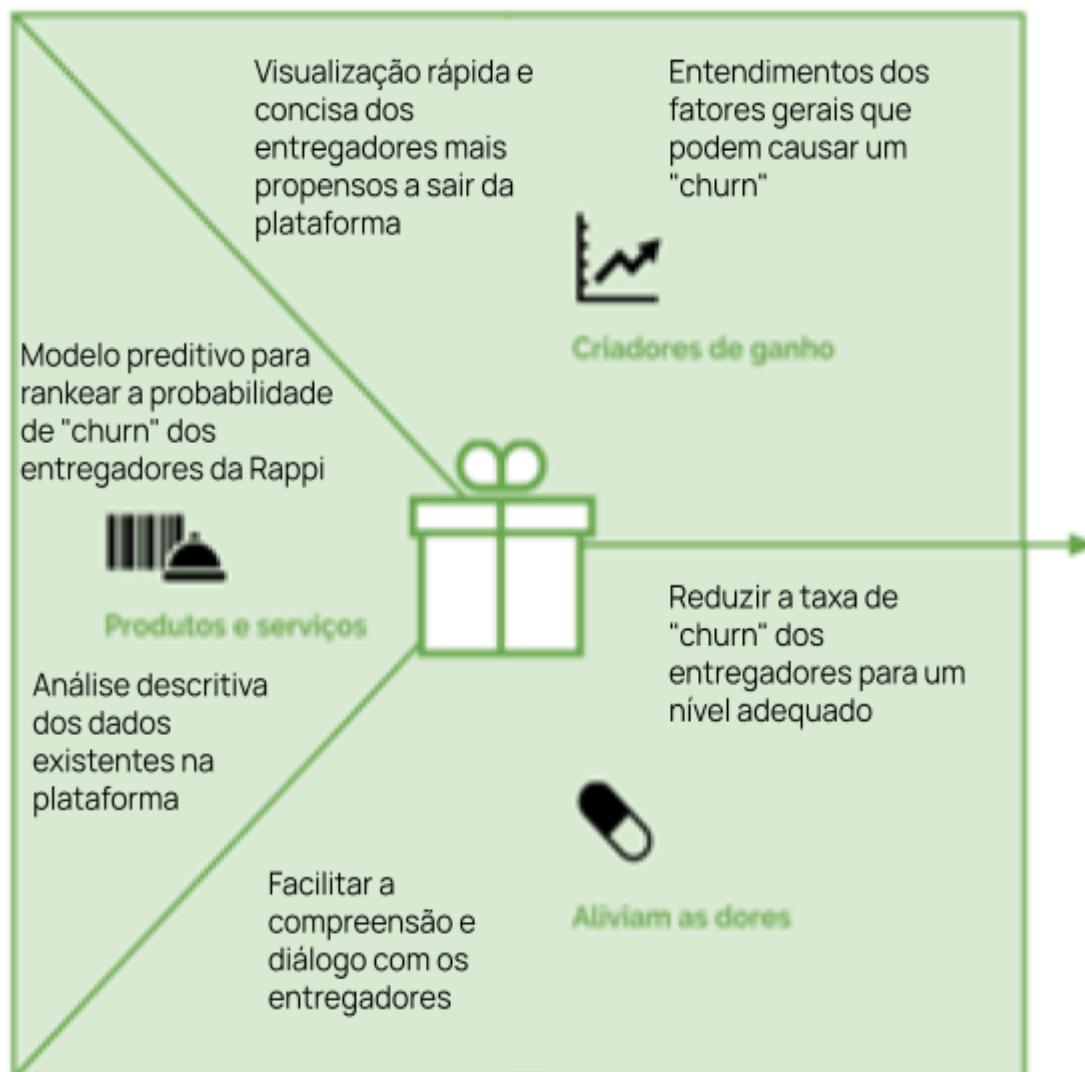 Visualização rápida e
concisa dos
entregadores mais
propensos a sair da
plataforma
Entendimentos dos
fatores gerais que
podem causar um
"churn"
Criadores de ganho
Modelo preditivo para
rankear a probabilidade
de "churn" dos
entregadores da Rappi
Produtos e serviços
Análise descritiva
dos dados
existentes na
plataforma
Reduzir a taxa de
"churn" dos
entregadores para um
nível adequado
Aliviam as dores
Facilitar a
compreensão e
diálogo com os
entregadores